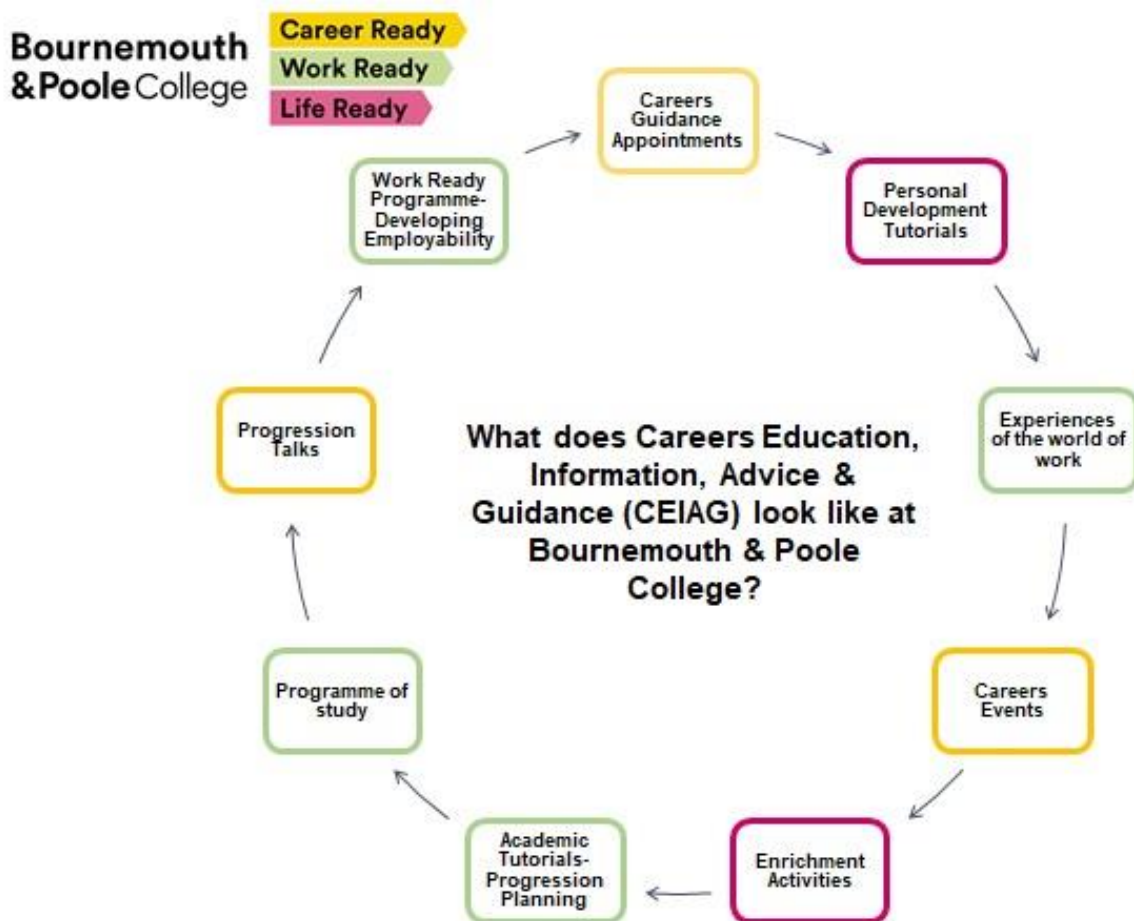 Bournemouth
&Poole College
Career Ready
Work Ready
Life Ready
Careers
Guidance
Appointments
Personal
Development
Tutorials
Experiences
of the world of
work
Careers
Events
Enrichment
Activities
Academic
Tutorials-
Progression
Planning
Programme of
study
Progression
Talks
Work Ready
Programme-
Developing
Employability
What does Careers Education,
Information, Advice &
Guidance (CEIAG) look like at
Bournemouth & Poole
College?